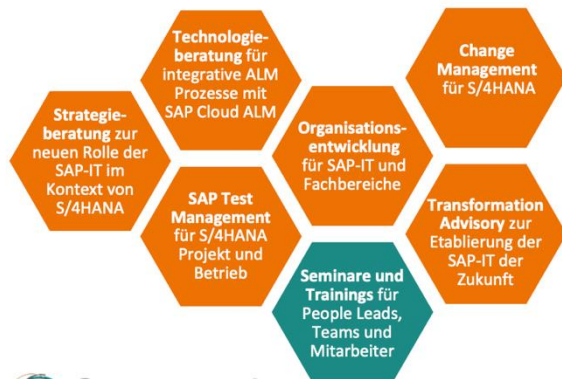 Technologie-
beratung für
integrative ALM
Prozesse mit
SAP Cloud ALM
Change
Management
für S/4HANA
Strategie-
beratung zur
neuen Rolle der
SAP-IT im
Kontext von
S/4HANA
Organisations-
entwicklung
für SAP-IT und
Fachbereiche
SAP Test
Management
für S/4HANA
Projekt und
Betrieb
Transformation
Advisory zur
Etablierung der
SAP-IT der
Zukunft
Seminare und
Trainings für
People Leads,
Teams und
Mitarbeiter